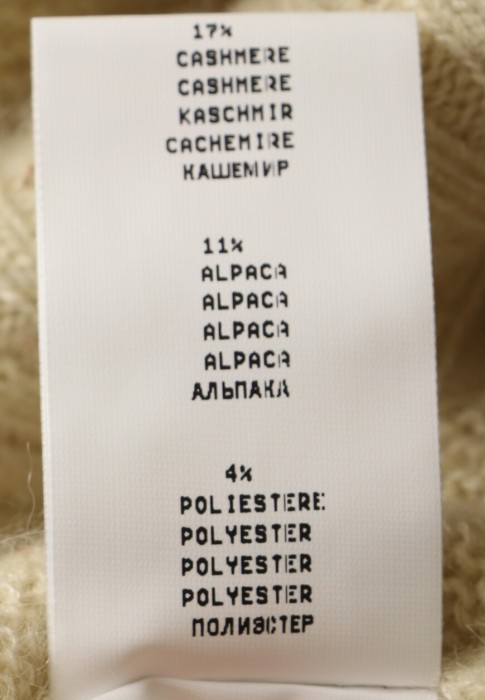 17%
CASHMERE
CASHMERE
KASCHMIR
CACHEMIRE
КАШЕМИР
11%
ALPACA
ALPACA
ALPACA
ALPACA
АЛЬПАКА
4%
POLIESTERE
POLYESTER
POLYESTER
POLYESTER
ПОЛИЭСТЕР